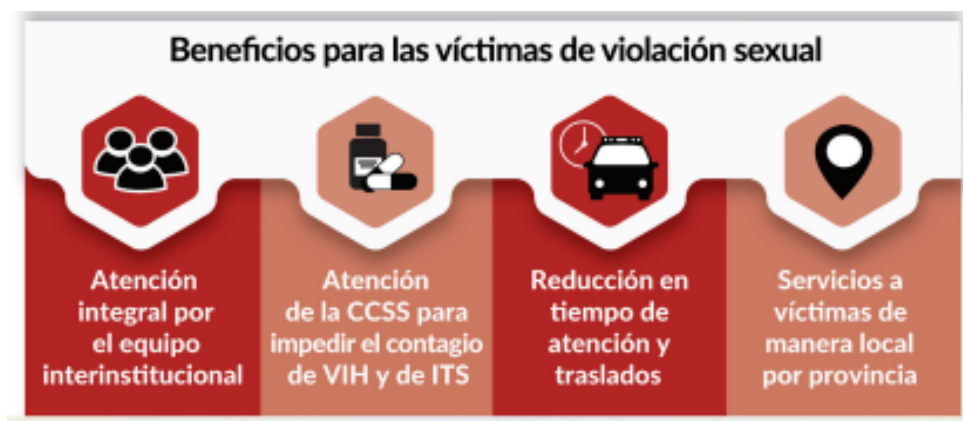 Beneficios para las víctimas de violación sexual
Atención
integral por
el equipo
interinstitucional
Atención
de la CCSS para
impedir el contagio
de VIH y de ITS
Reducción en
tiempo de
atención y
traslados
Servicios a
víctimas de
manera local
por provincia